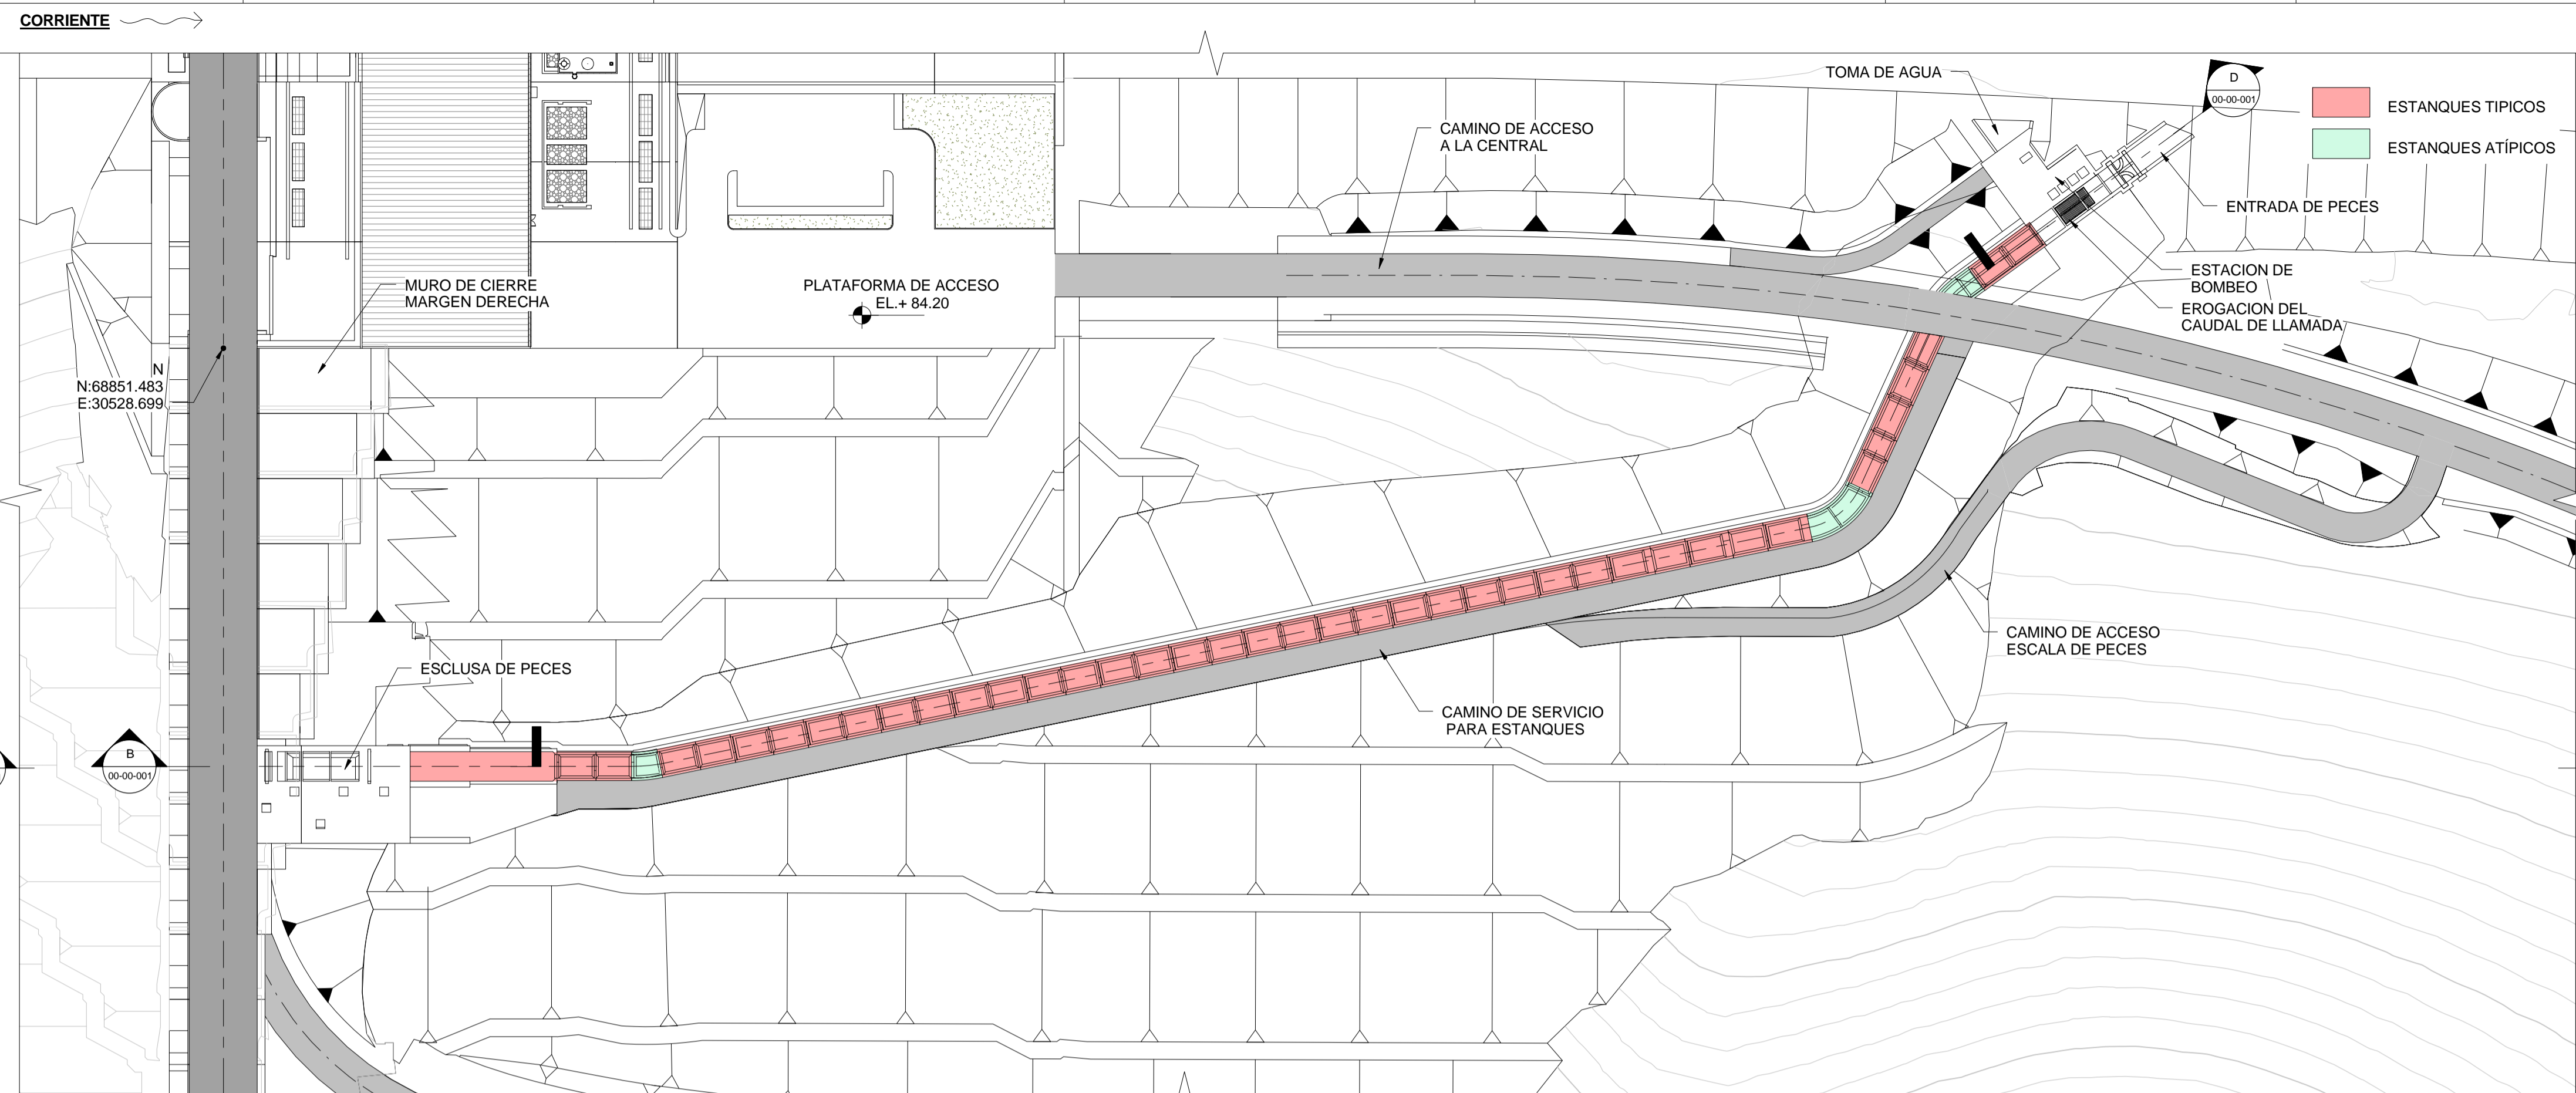 CORRIENTE
TOMA DE AGUA
D
00-00-001
ESTANQUES TIPICOS
ESTANQUES ATÍPICOS
CAMINO DE ACCESO
A LA CENTRAL
ENTRADA DE PECES
ESTACION DE
BOMBEO
EROGACION DEL
CAUDAL DE LLAMADA
MURO DE CIERRE
MARGEN DERECHA
PLATAFORMA DE ACCESO
EL.+ 84.20
N
N:68851.483
E:30528.699
ESCLUSA DE PECES
CAMINO DE ACCESO
ESCALA DE PECES
CAMINO DE SERVICIO
PARA ESTANQUES
B
00-00-001